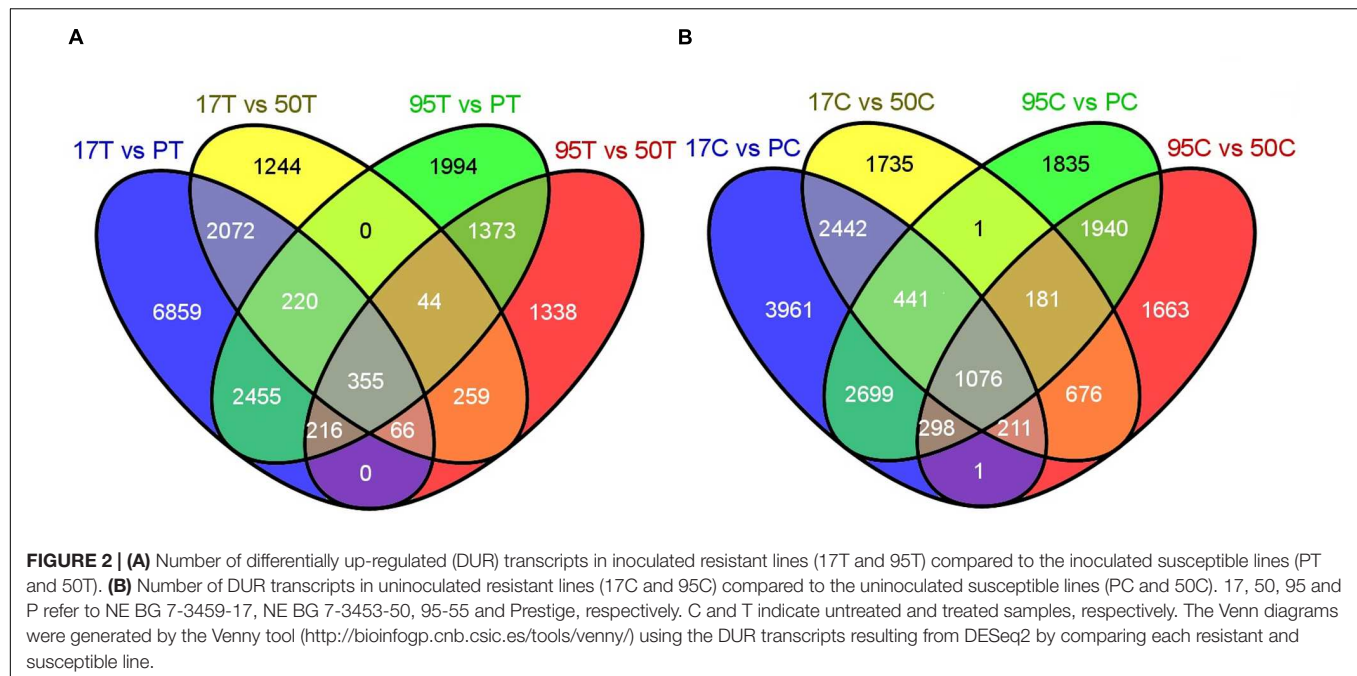 A
B
17T vs 50T
95T vs PT
17T vs PT
95T vs 50T
1244
1994
2072
0
1373
6859
220
44
1338
2455
355
259
216
66
0
17C vs 50C
95C vs PC
17C vs PC
95C vs 50C
1735
1835
2442
1
1940
3961
441
181
1663
2699
1076
676
298
211
1
FIGURE 2 | (A) Number of differentially up-regulated (DUR) transcripts in inoculated resistant lines (17T and 95T) compared to the inoculated susceptible lines (PT
and 50T). (B) Number of DUR transcripts in uninoculated resistant lines (17C and 95C) compared to the uninoculated susceptible lines (PC and 50C). 17, 50, 95 and
P refer to NE BG 7-3459-17, NE BG 7-3453-50, 95-55 and Prestige, respectively. C and T indicate untreated and treated samples, respectively. The Venn diagrams
were generated by the Venny tool (http://bioinfogp.cnb.csic.es/tools/venny/) using the DUR transcripts resulting from DESeq2 by comparing each resistant and
susceptible line.